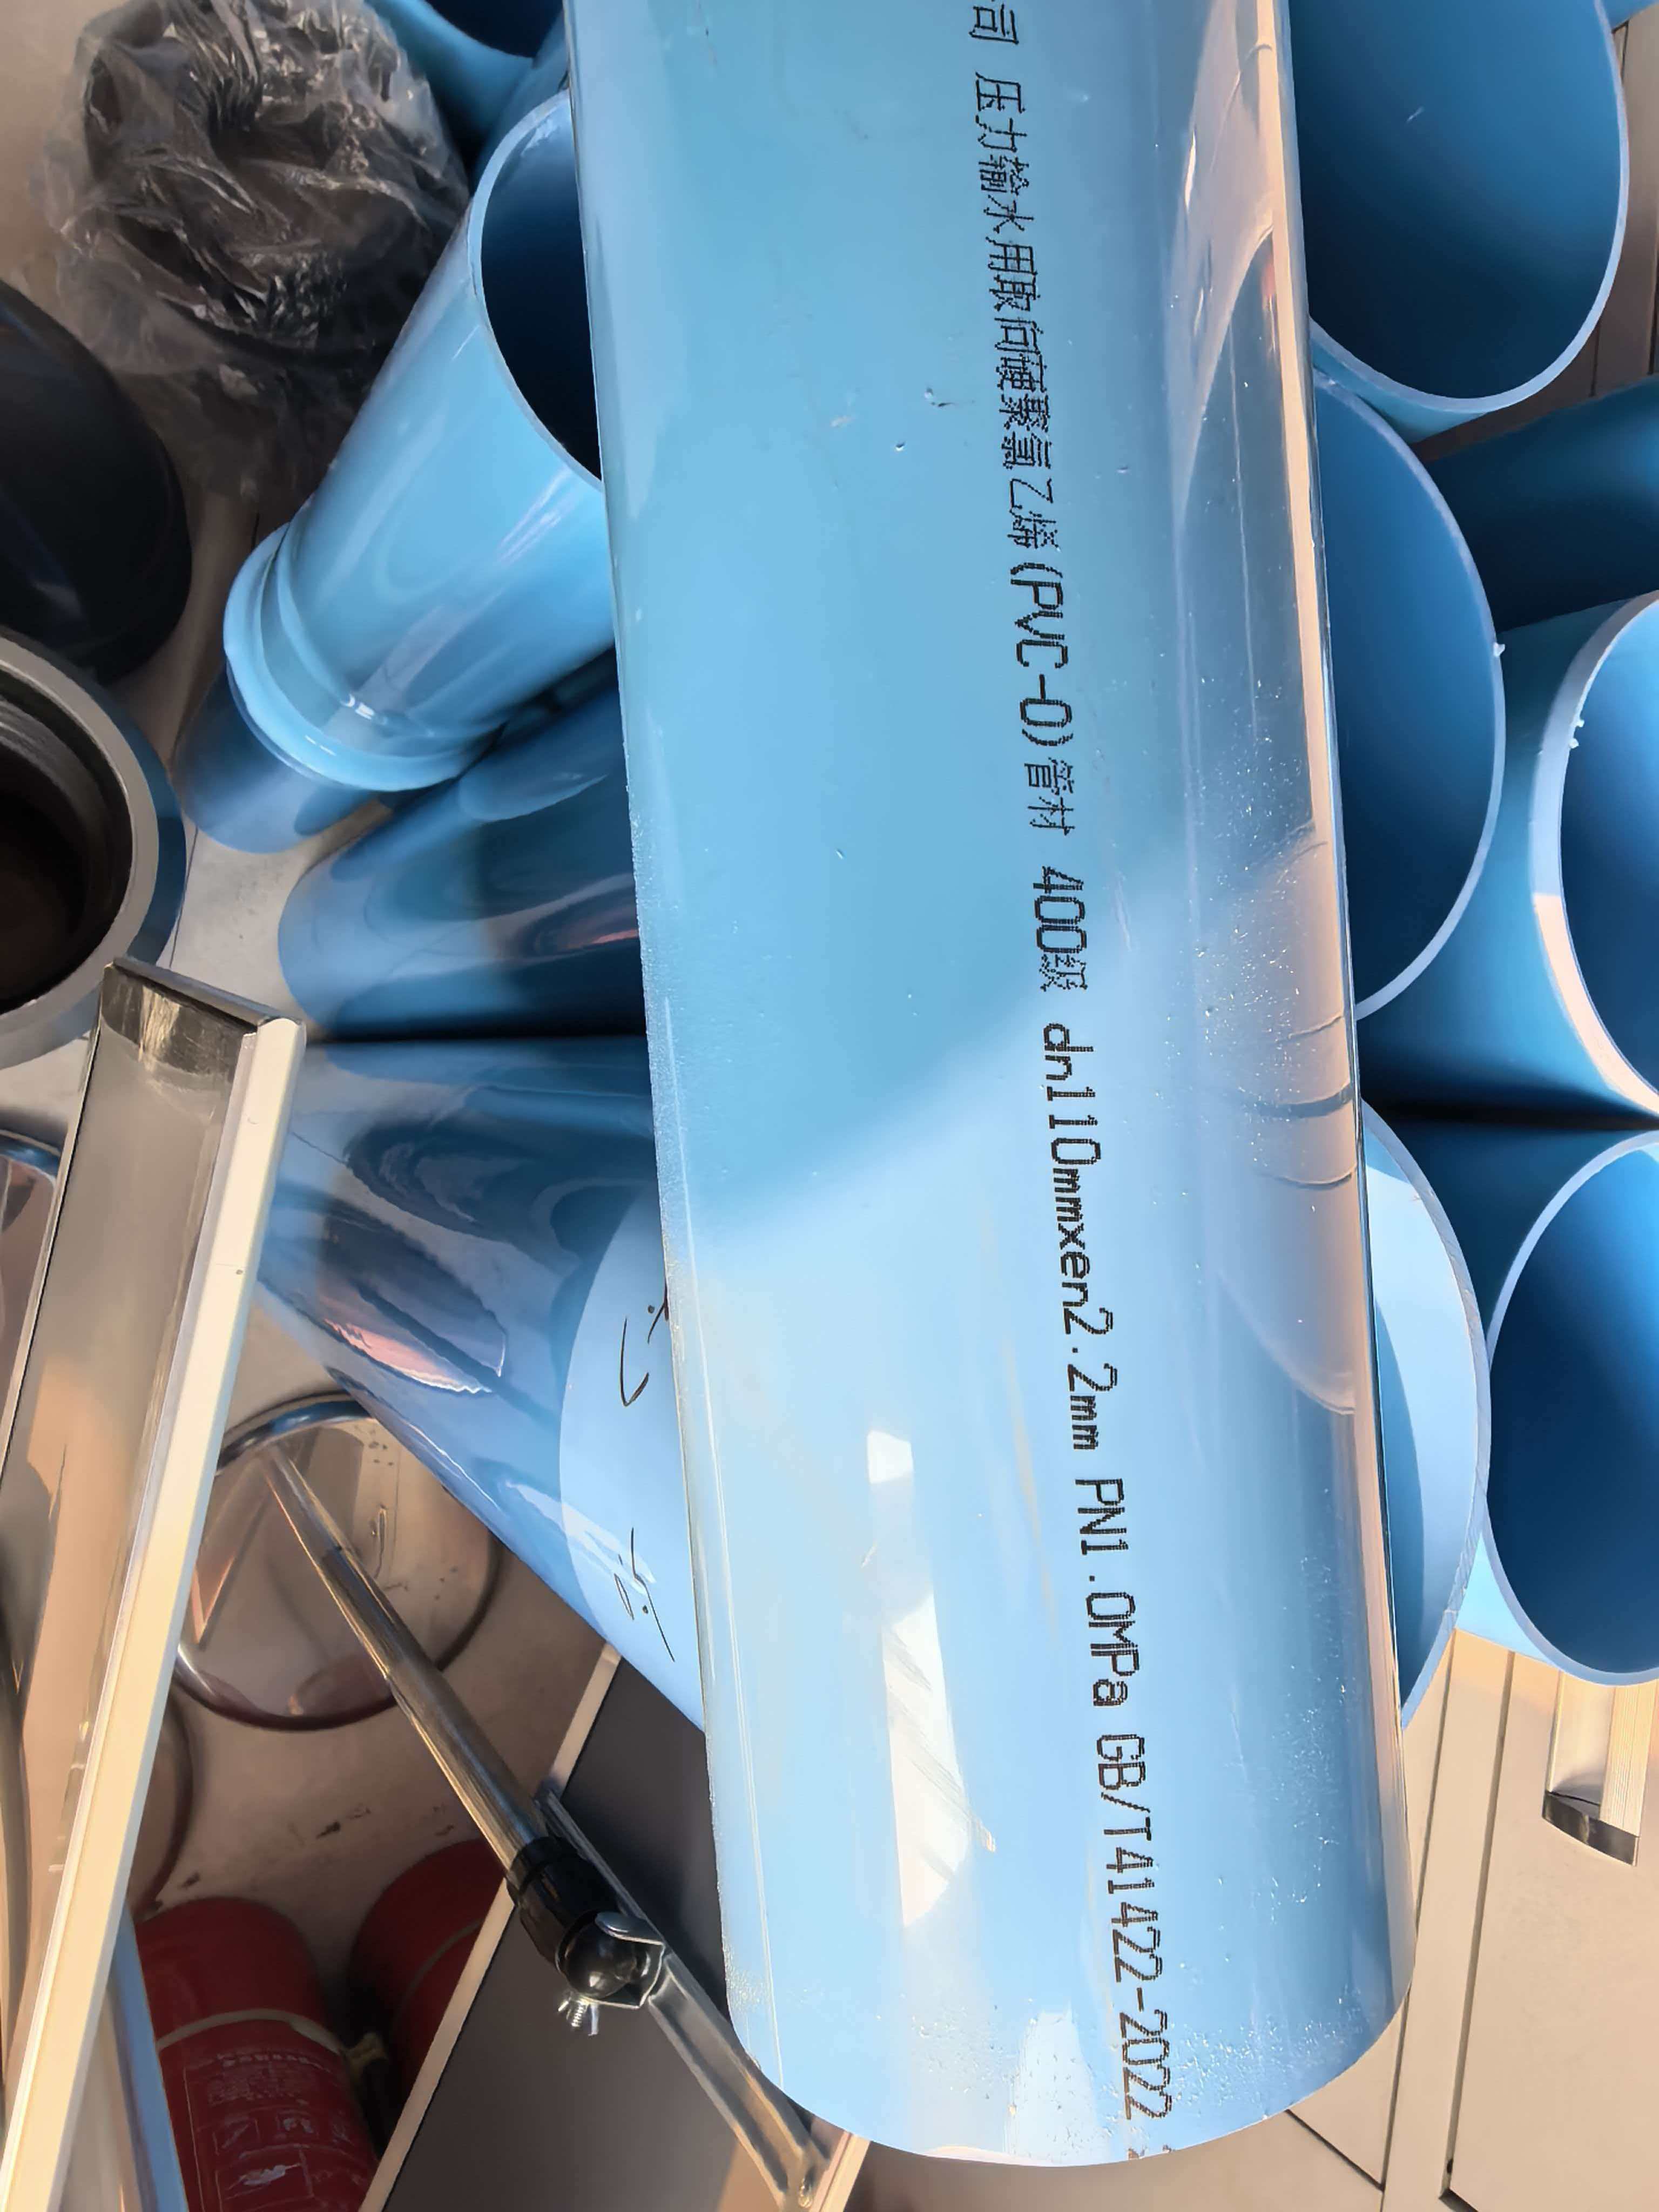 司 压力输水用取向硬聚氯乙烯(PVC-O)管材 400级 dn110mmxen2.2mm PN1.0MPa GB/T41422-2022